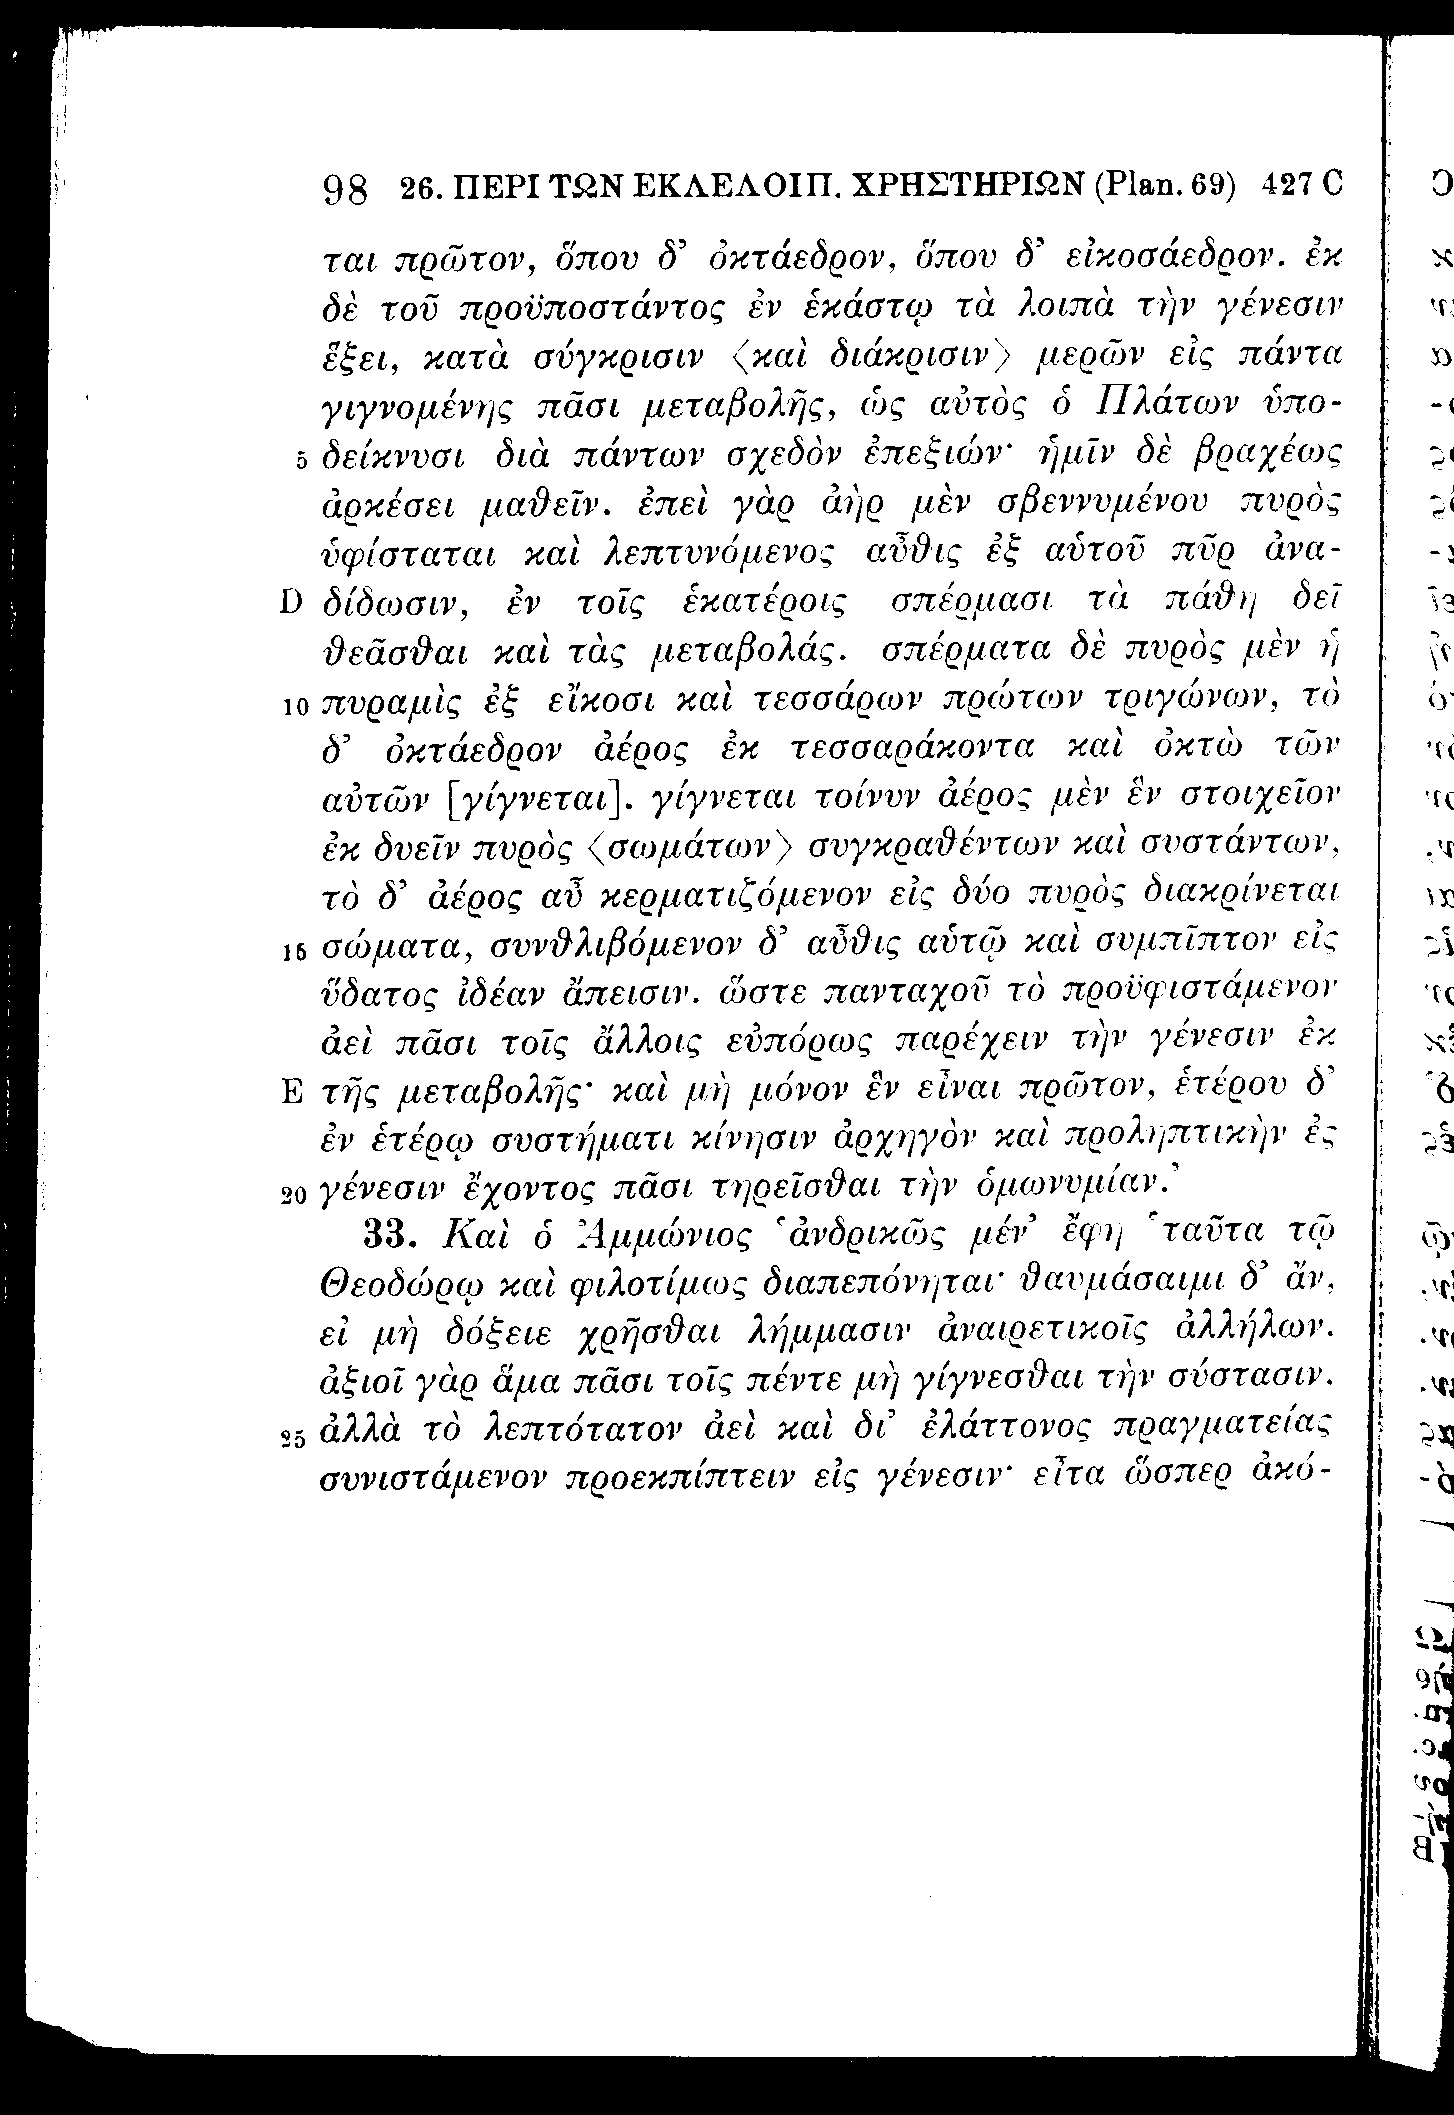 98 26. ΠΕΡΙ ΤΩΝ ΕΚΛΕΛΟΙΠ. ΧΡΗΣΤΗΡΙΩΝ (Plan. 69) 427 C
ται πρῶτον, ὅπου δ’ ὀκτάεδρον, ὅπου δ’ εἰκοσάεδρον. ἐκ
δὲ τοῦ προϋποστάντος ἐν ἑκάστῳ τὰ λοιπὰ τὴν γένεσιν
ἕξει, κατὰ σύγκρισιν 〈καὶ διάκρισιν〉 μερῶν εἰς πάντα
γιγνομένης πᾶσι μεταβολῆς, ὡς αὐτὸς ὁ Πλάτων ὑπο-
5 δείκνυσι διὰ πάντων σχεδὸν ἐπεξιών· ἡμῖν δὲ βραχέως
ἀρκέσει μαθεῖν. ἐπεὶ γὰρ ἀὴρ μὲν σβεννυμένου πυρὸς
ὑφίσταται καὶ λεπτυνόμενος αὖθις ἐξ αὑτοῦ πῦρ ἀνα-
D δίδωσιν, ἐν τοῖς ἑκατέροις σπέρμασι τὰ πάθη δεῖ
θεᾶσθαι καὶ τὰς μεταβολάς. σπέρματα δὲ πυρὸς μὲν ἡ
10 πυραμὶς ἐξ εἴκοσι καὶ τεσσάρων πρώτων τριγώνων, τὸ
δ’ ὀκτάεδρον ἀέρος ἐκ τεσσαράκοντα καὶ ὀκτὼ τῶν
αὐτῶν [γίγνεται]. γίγνεται τοίνυν ἀέρος μὲν ἓν στοιχεῖον
ἐκ δυεῖν πυρὸς 〈σωμάτων〉 συγκραθέντων καὶ συστάντων,
τὸ δ’ ἀέρος αὖ κερματιζόμενον εἰς δύο πυρὸς διακρίνεται
15 σώματα, συνθλιβόμενον δ’ αὖθις αὑτῷ καὶ συμπῖπτον εἰς
ὕδατος ἰδέαν ἄπεισιν. ὥστε πανταχοῦ τὸ προϋφιστάμενον
ἀεὶ πᾶσι τοῖς ἄλλοις εὐπόρως παρέχειν τὴν γένεσιν ἐκ
E τῆς μεταβολῆς· καὶ μὴ μόνον ἓν εἶναι πρῶτον, ἑτέρου δ’
ἐν ἑτέρῳ συστήματι κίνησιν ἀρχηγὸν καὶ προληπτικὴν ἐς
20 γένεσιν ἔχοντος πᾶσι τηρεῖσθαι τὴν ὁμωνυμίαν.’
33. Καὶ ὁ Ἀμμώνιος ‘ἀνδρικῶς μέν’ ἔφη ‘ταῦτα τῷ
Θεοδώρῳ καὶ φιλοτίμως διαπεπόνηται· θαυμάσαιμι δ’ ἄν,
εἰ μὴ δόξειε χρῆσθαι λήμμασιν ἀναιρετικοῖς ἀλλήλων.
ἀξιοῖ γὰρ ἅμα πᾶσι τοῖς πέντε μὴ γίγνεσθαι τὴν σύστασιν,
25 ἀλλὰ τὸ λεπτότατον ἀεὶ καὶ δι’ ἐλάττονος πραγματείας
συνιστάμενον προεκπίπτειν εἰς γένεσιν· εἶτα ὥσπερ ἀκό-